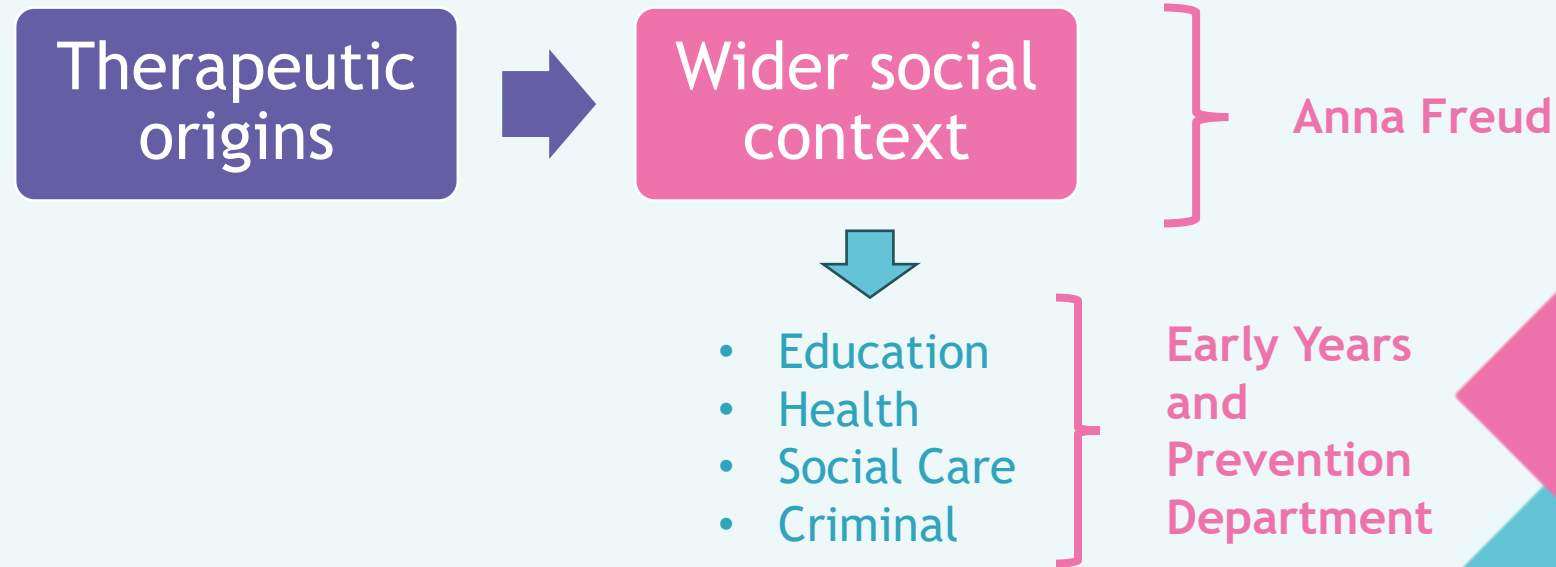 Therapeutic
origins
Wider social
context
Anna Freud
• Education
• Health
• Social Care
• Criminal
Early Years
and
Prevention
Department